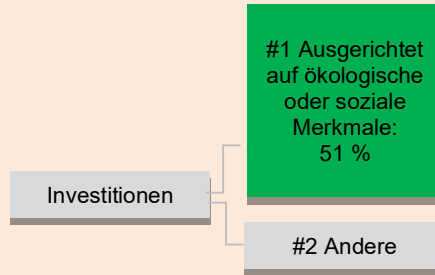 #1 Ausgerichtet
auf ökologische
oder soziale
Merkmale:
51 %
Investitionen
#2 Andere